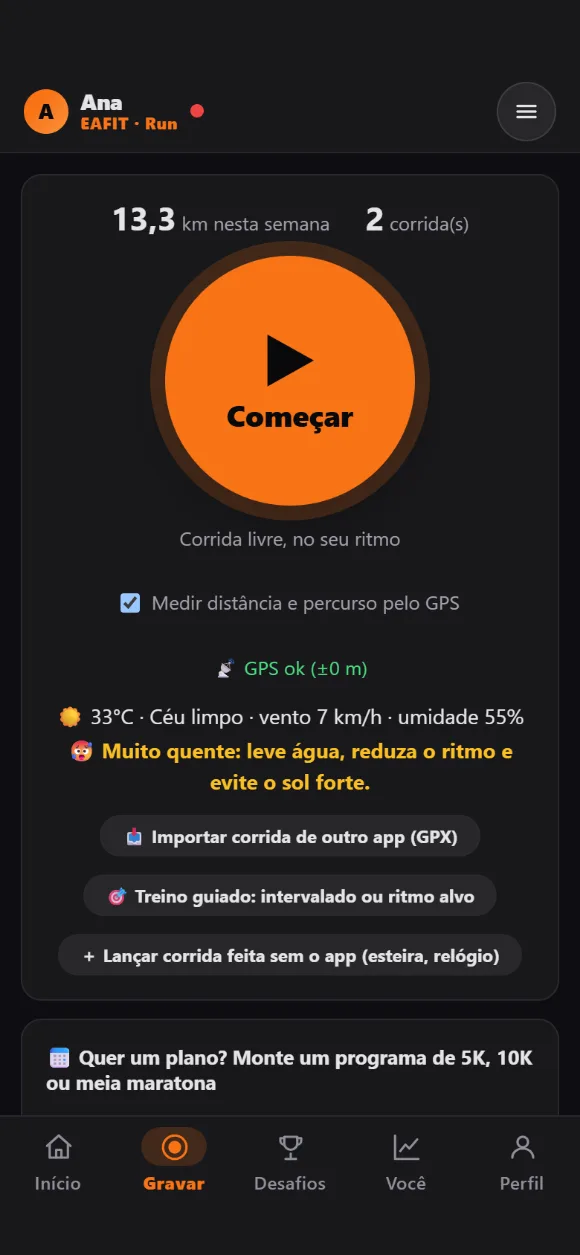 A
Ana
EAFIT · Run
13,3 km nesta semana 2 corrida(s)
Começar
Corrida livre, no seu ritmo
Medir distância e percurso pelo GPS
GPS ok (±0 m)
33°C · Céu limpo · vento 7 km/h · umidade 55%
Muito quente: leve água, reduza o ritmo e
evite o sol forte.
Importar corrida de outro app (GPX)
Treino guiado: intervalado ou ritmo alvo
+ Lançar corrida feita sem o app (esteira, relógio)
Quer um plano? Monte um programa de 5K, 10K
ou meia maratona
Início Gravar Desafios Você Perfil